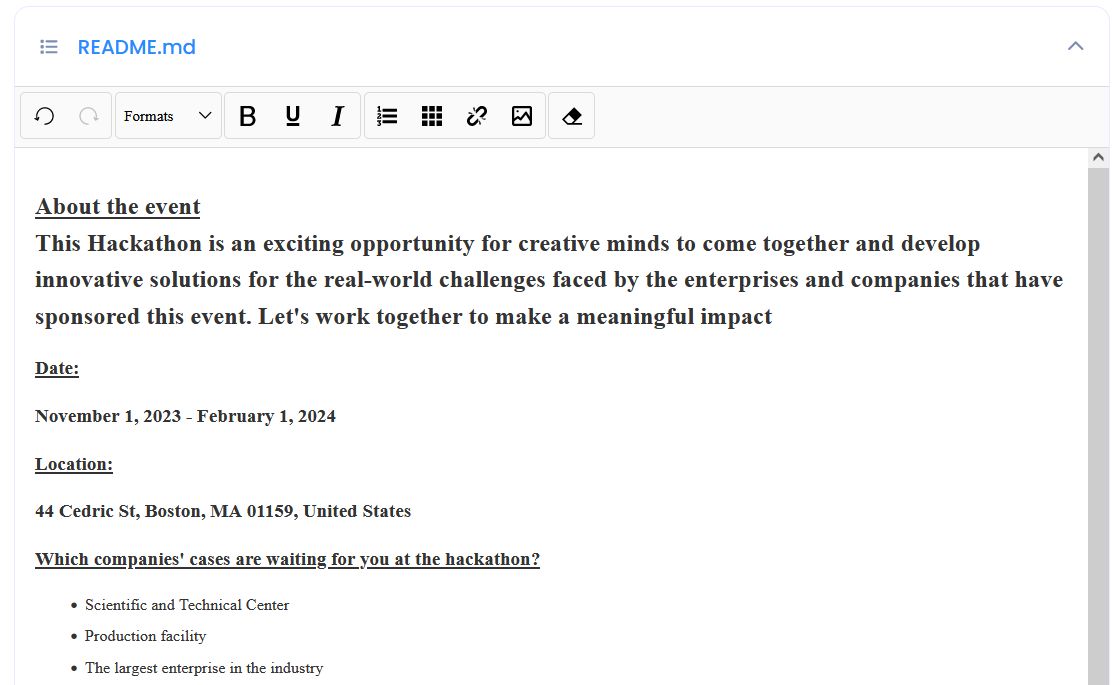 README.md
Formats
About the event
This Hackathon is an exciting opportunity for creative minds to come together and develop
innovative solutions for the real-world challenges faced by the enterprises and companies that have
sponsored this event. Let's work together to make a meaningful impact
Date:
November 1, 2023 - February 1, 2024
Location:
44 Cedric St, Boston, MA 01159, United States
Which companies' cases are waiting for you at the hackathon?
• Scientific and Technical Center
• Production facility
• The largest enterprise in the industry